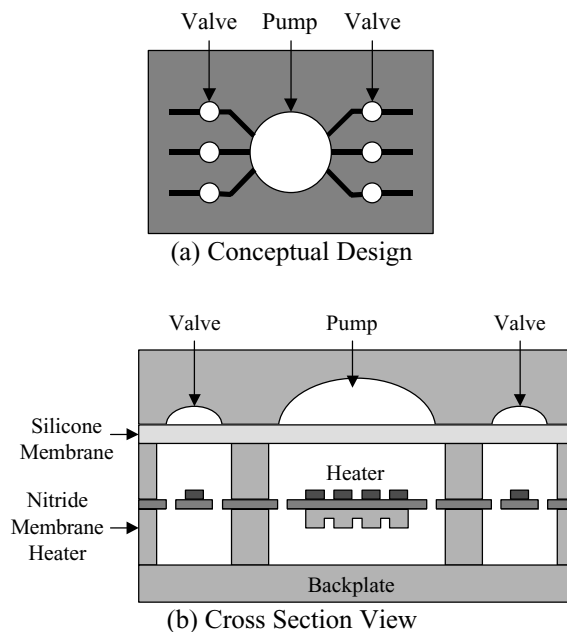 Valve Pump Valve
(a) Conceptual Design
Valve Pump Valve
Silicone
Membrane
Heater
Nitride
Membrane
Heater
Backplate
(b) Cross Section View